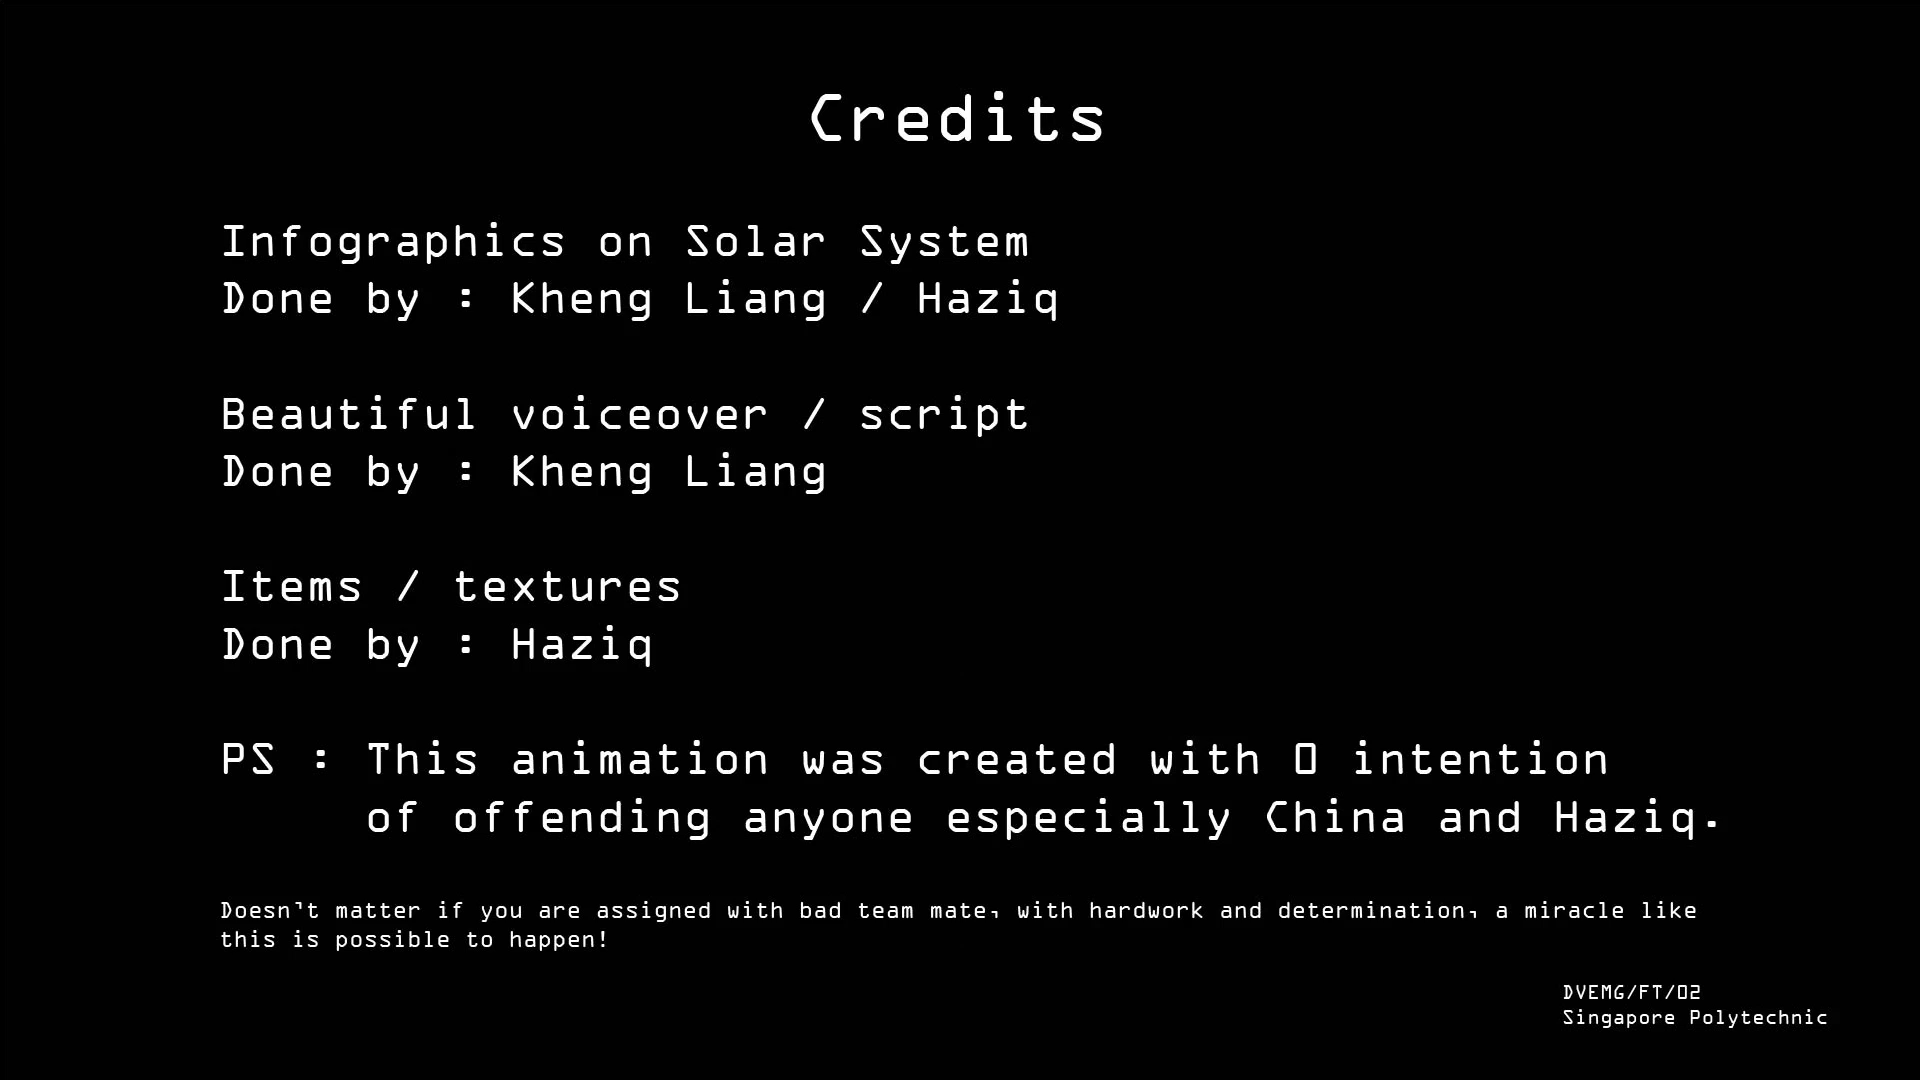 Credits
Infographics on Solar System
Done by : Kheng Liang / Haziq
Beautiful voiceover / script
Done by : Kheng Liang
Items / textures
Done by : Haziq
PS : This animation was created with 0 intention
of offending anyone especially China and Haziq.
Doesn't matter if you are assigned with bad team mate, with hardwork and determination, a miracle like
this is possible to happen!
DVEMG/FT/02
Singapore Polytechnic